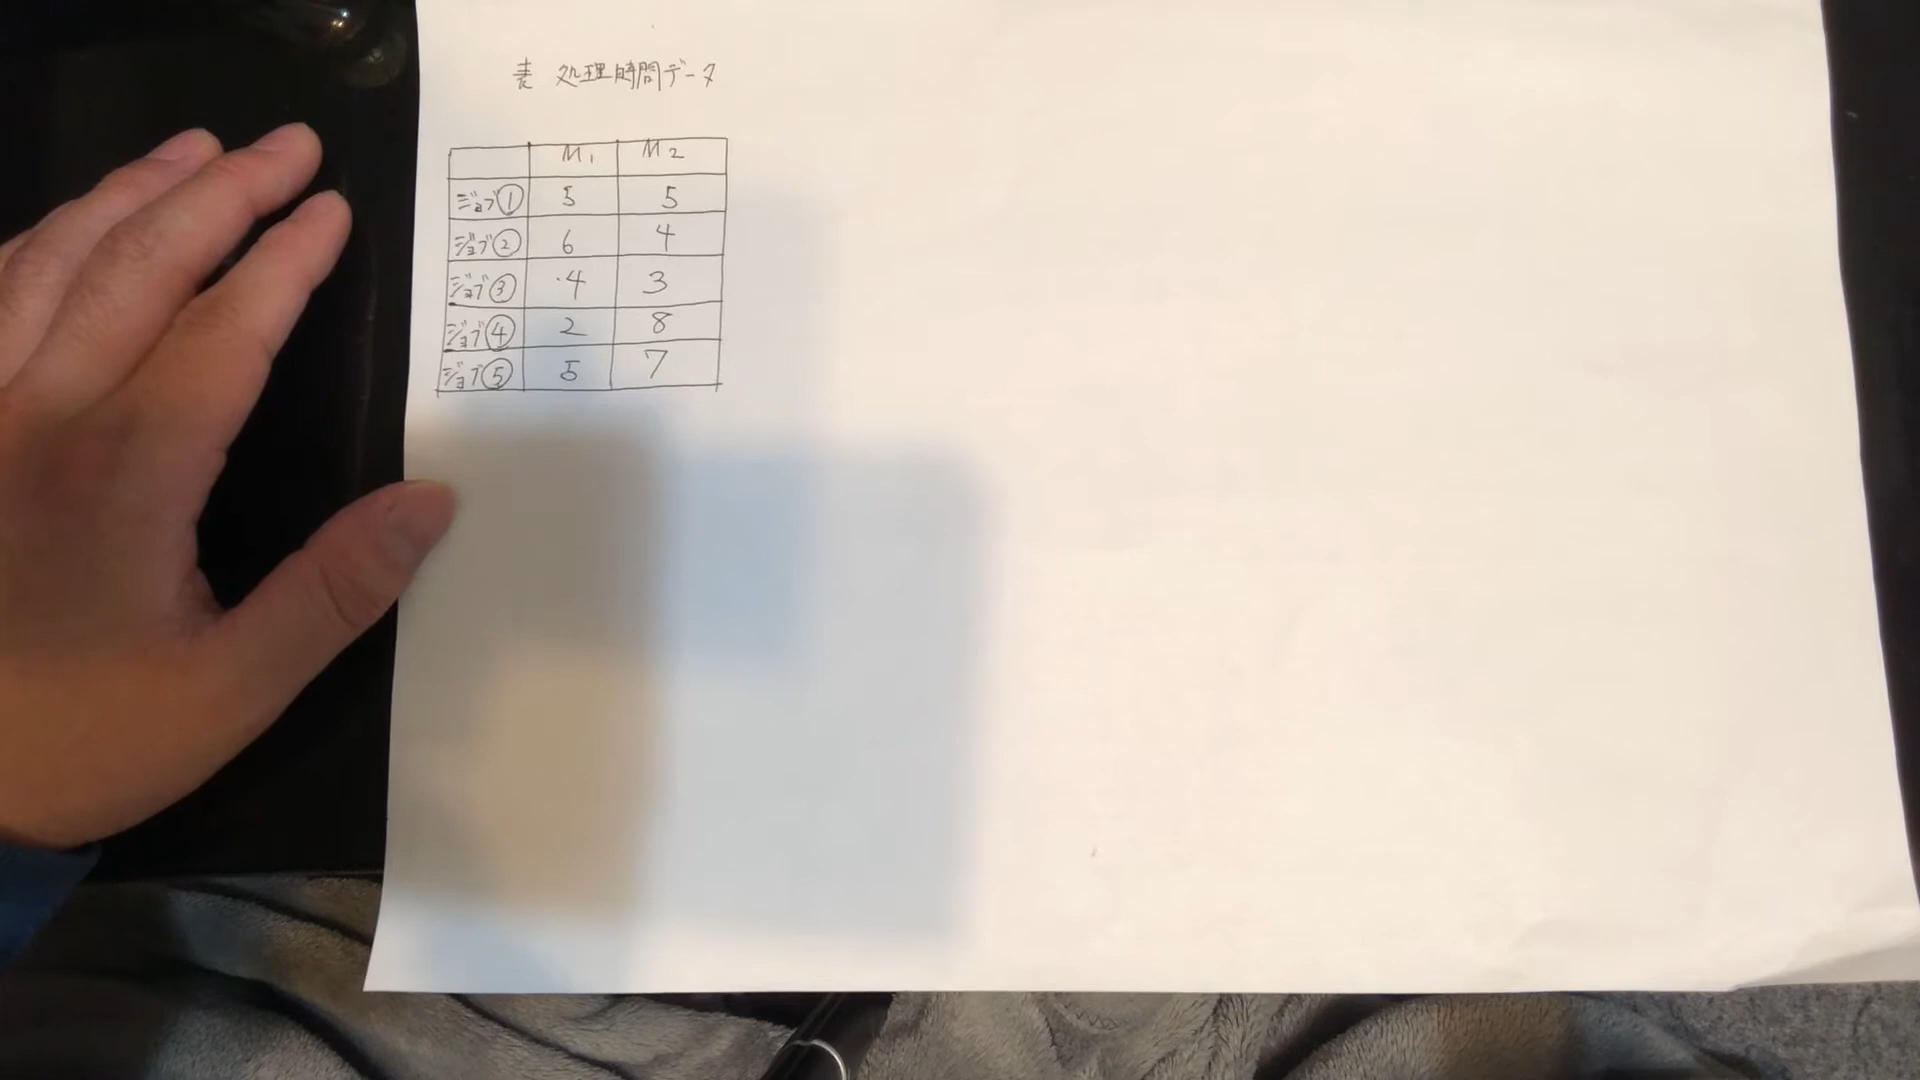 表 処理時間データ
M1 M2
ジョブ① 5 5
ジョブ② 6 4
ジョブ③ 4 3
ジョブ④ 2 8
ジョブ⑤ 5 7